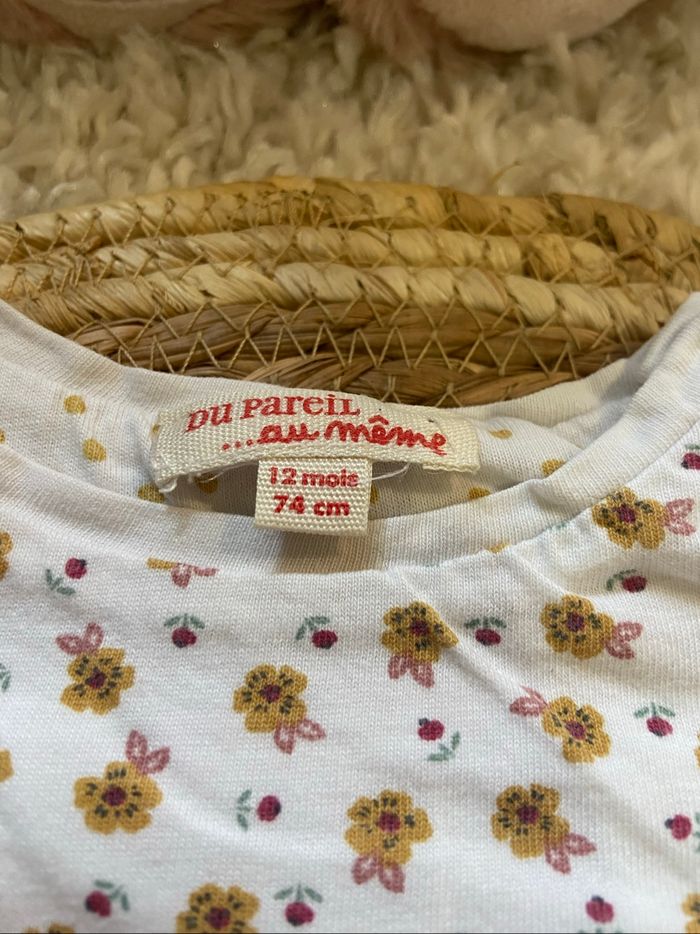 DU PAREIL
...au même
12 mois
74 cm